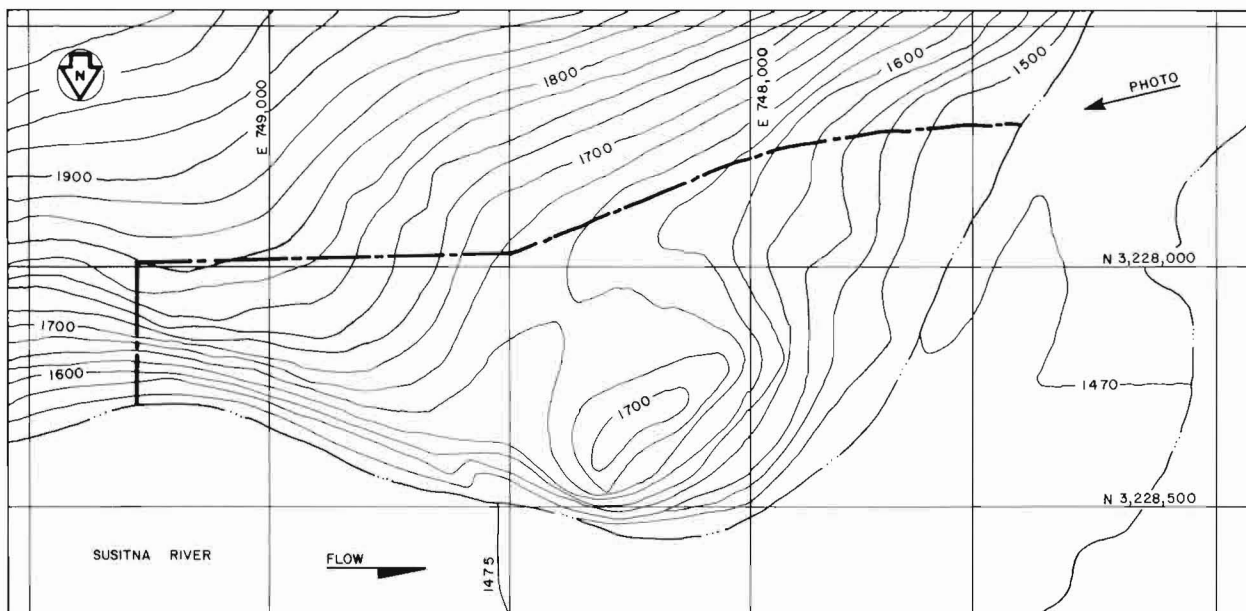 N
E 749,000
1800
E 748,000
1600
1500
PHOTO
1700
1900
N 3,228,000
1700
1600
1470
1700
N 3,228,500
SUSITNA RIVER
FLOW
1475